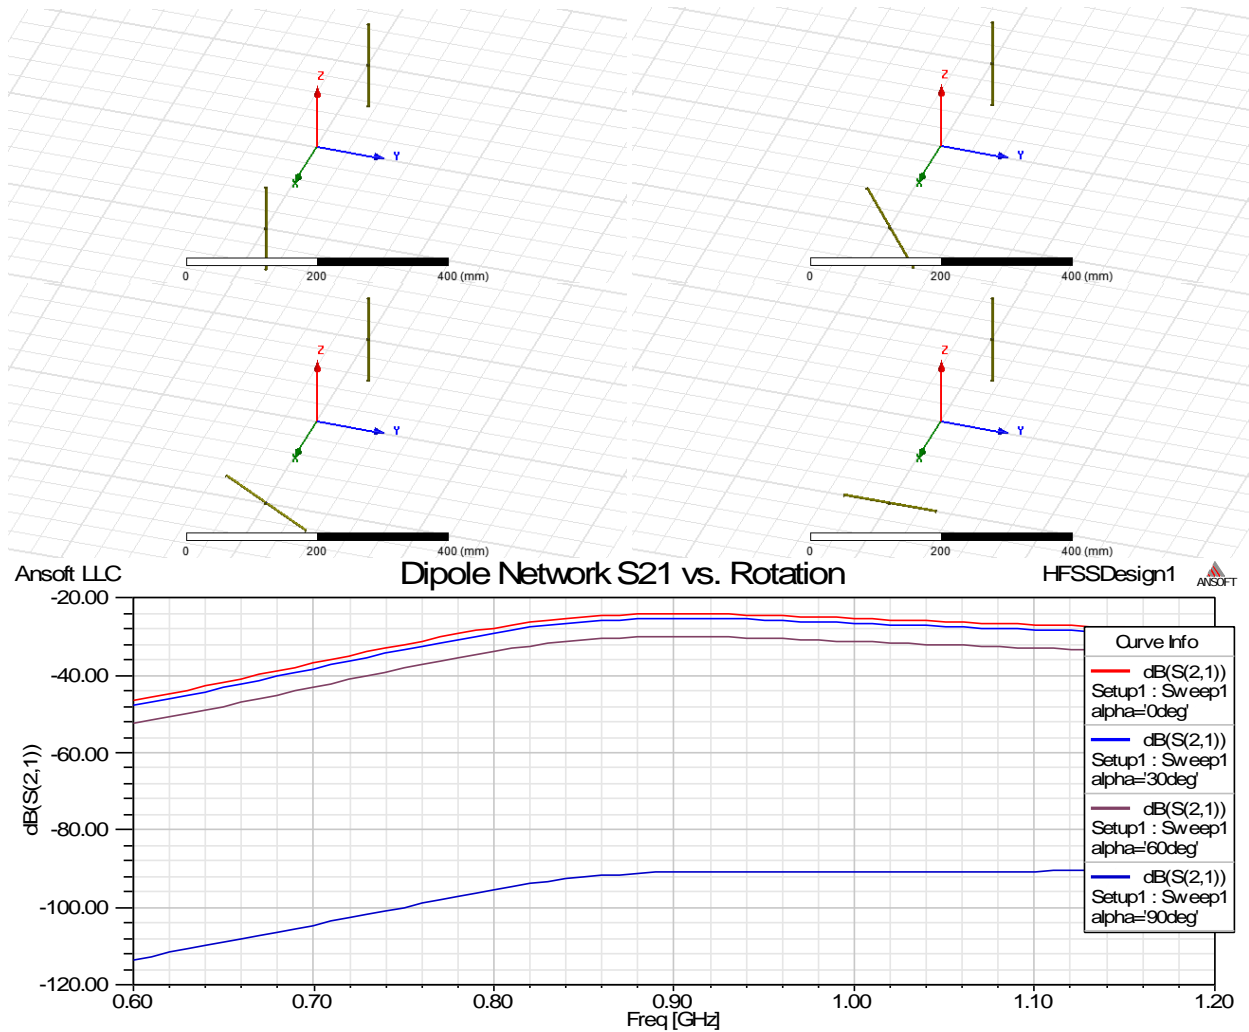 Z
Y
X
0
200
400 (mm)
Z
Y
X
0
200
400 (mm)
Z
Y
X
0
200
400 (mm)
Z
Y
X
0
200
400 (mm)
Ansoft LLC
Dipole Network S21 vs. Rotation
HFSSDesign1
ANSOFT
-20.00
-40.00
-60.00
-80.00
-100.00
-120.00
dB(S(2,1))
0.60
0.70
0.80
0.90
1.00
1.10
1.20
Freq [GHz]
Curve Info
dB(S(2,1))
Setup1 : Sweep1
alpha='0deg'
dB(S(2,1))
Setup1 : Sweep1
alpha='30deg'
dB(S(2,1))
Setup1 : Sweep1
alpha='60deg'
dB(S(2,1))
Setup1 : Sweep1
alpha='90deg'